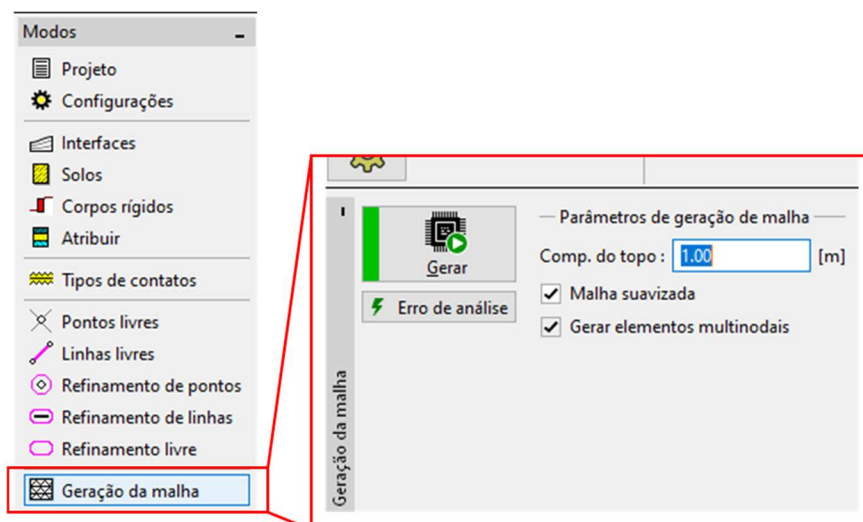 Modos
Projeto
Configurações
Interfaces
Solos
Corpos rígidos
Atribuir
Tipos de contatos
Pontos livres
Linhas livres
Refinamento de pontos
Refinamento de linhas
Refinamento livre
Geração da malha
Geração da malha
Gerar
Erro de análise
Parâmetros de geração de malha
Comp. do topo : 1.00 [m]
Malha suavizada
Gerar elementos multinodais